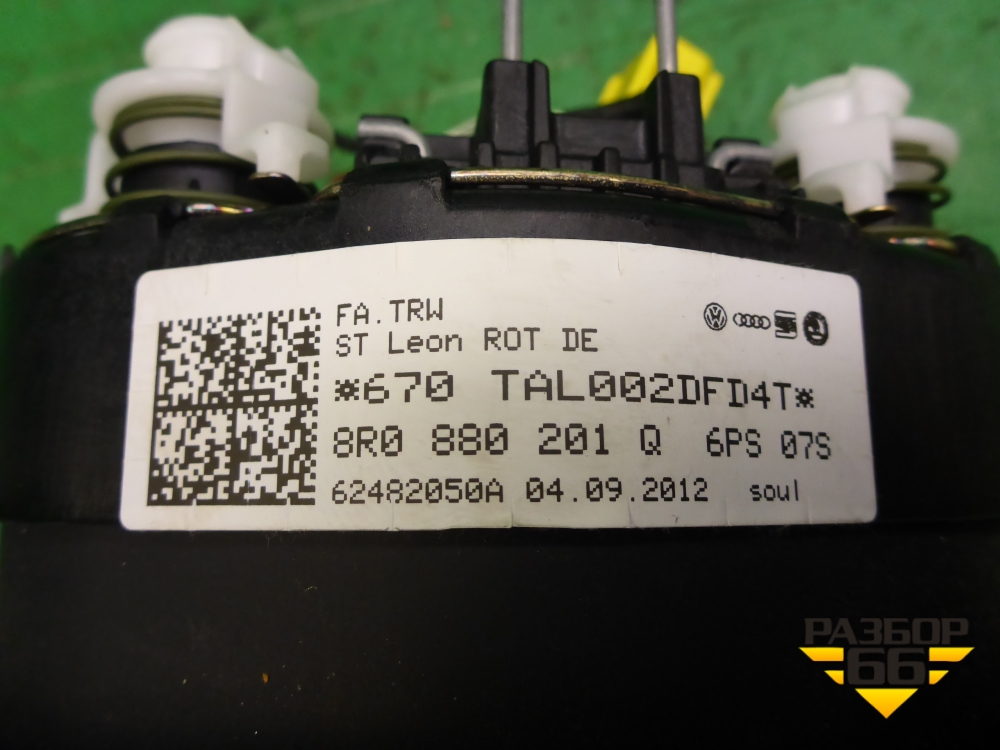 FA.TRW
ST Leon ROT DE
*670 TAL002DFD4T*
8R0 880 201 Q 6PS 07S
62482050A 04.09.2012 soul
РАЗБОР
66